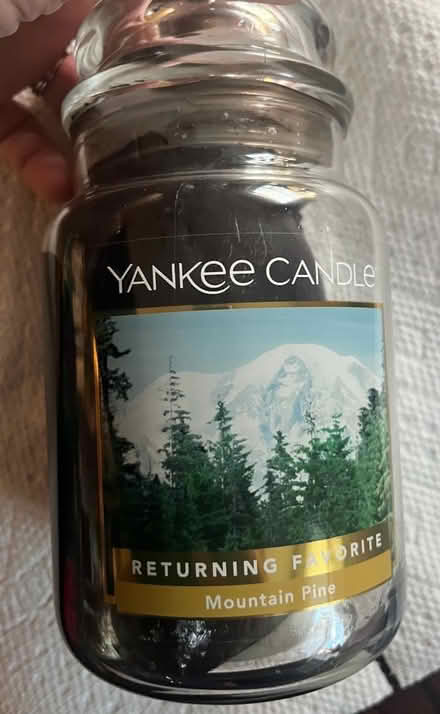 YANKee CANDLe
RETURNING FAVORITE
Mountain Pine